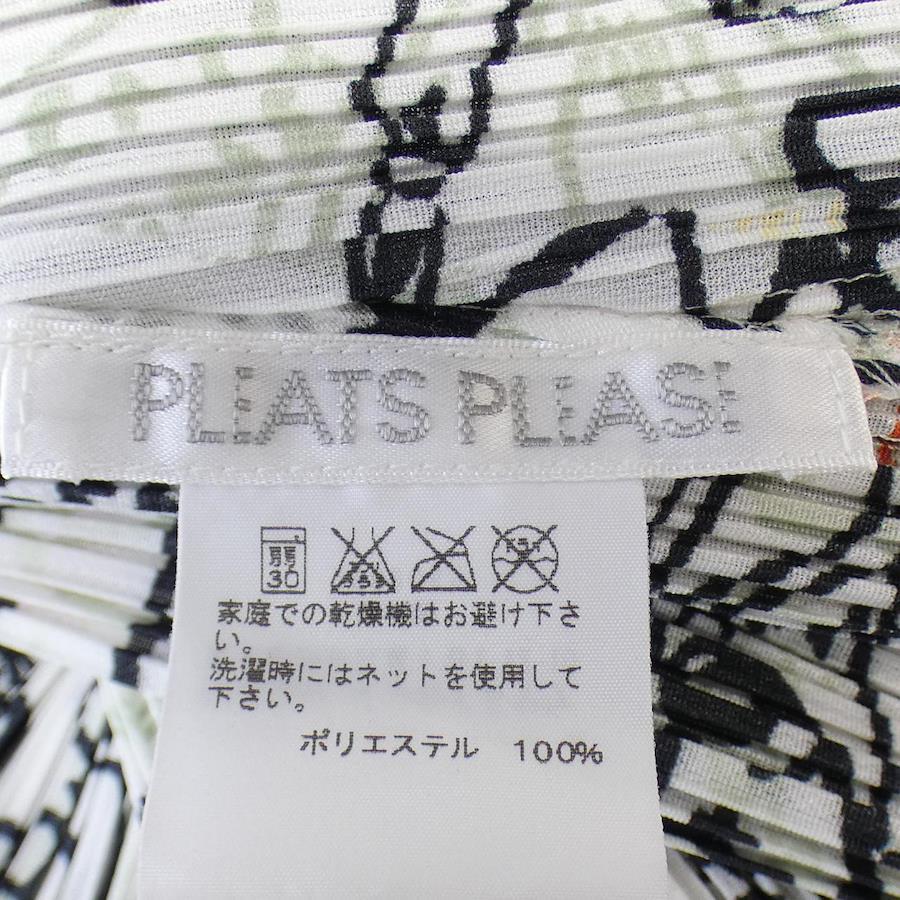 PLEATS PLEASE
弱
30
家庭での乾燥機はお避け下さ
い。
洗濯時にはネットを使用して
下さい。
ポリエステル 100%